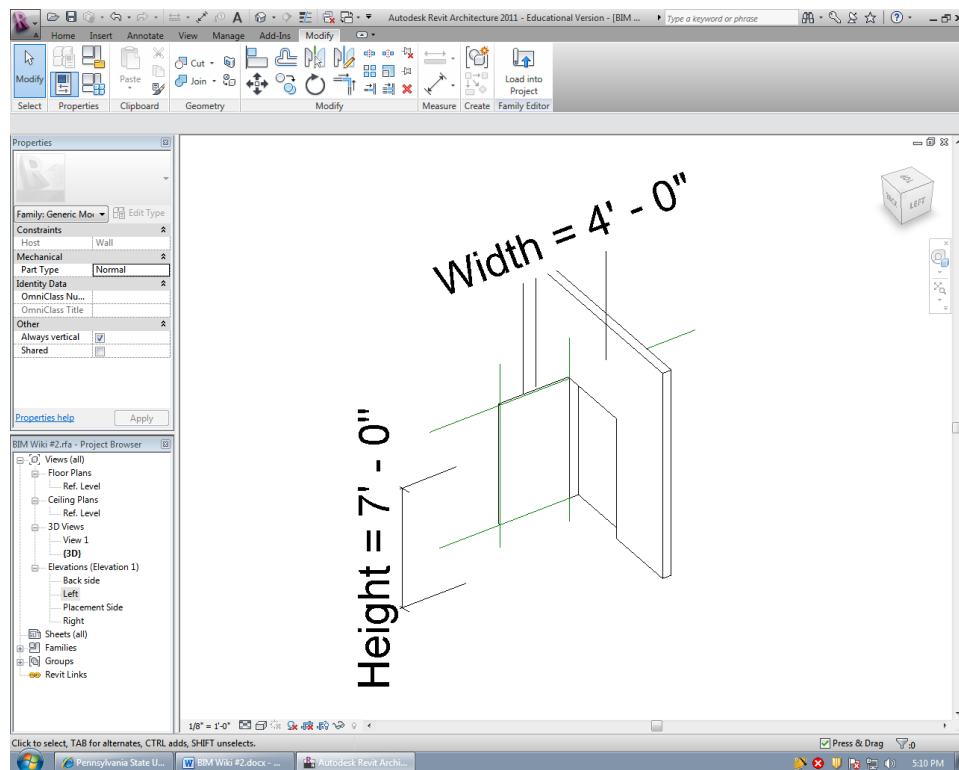 Autodesk Revit Architecture 2011 - Educational Version - [BIM ...
Type a keyword or phrase
Home Insert Annotate View Manage Add-Ins Modify
Modify
Paste
Cut
Join
Load into
Project
Select Properties Clipboard Geometry Modify Measure Create Family Editor
Properties
Family: Generic Mo
Edit Type
Constraints
Host Wall
Mechanical
Part Type Normal
Identity Data
OmniClass Nu...
OmniClass Title
Other
Always vertical
Shared
Properties help
Apply
BIM Wiki #2.rfa - Project Browser
Views (all)
Floor Plans
Ref. Level
Ceiling Plans
Ref. Level
3D Views
View 1
{3D}
Elevations (Elevation 1)
Back side
Left
Placement Side
Right
Sheets (all)
Families
Groups
Revit Links
Width = 4' - 0"
Height = 7' - 0"
TOP
BACK
LEFT
1/8" = 1'-0"
Click to select, TAB for alternates, CTRL adds, SHIFT unselects.
Press & Drag
:0
Pennsylvania State U...
BIM Wiki #2.docx - ...
Autodesk Revit Archi...
5:10 PM